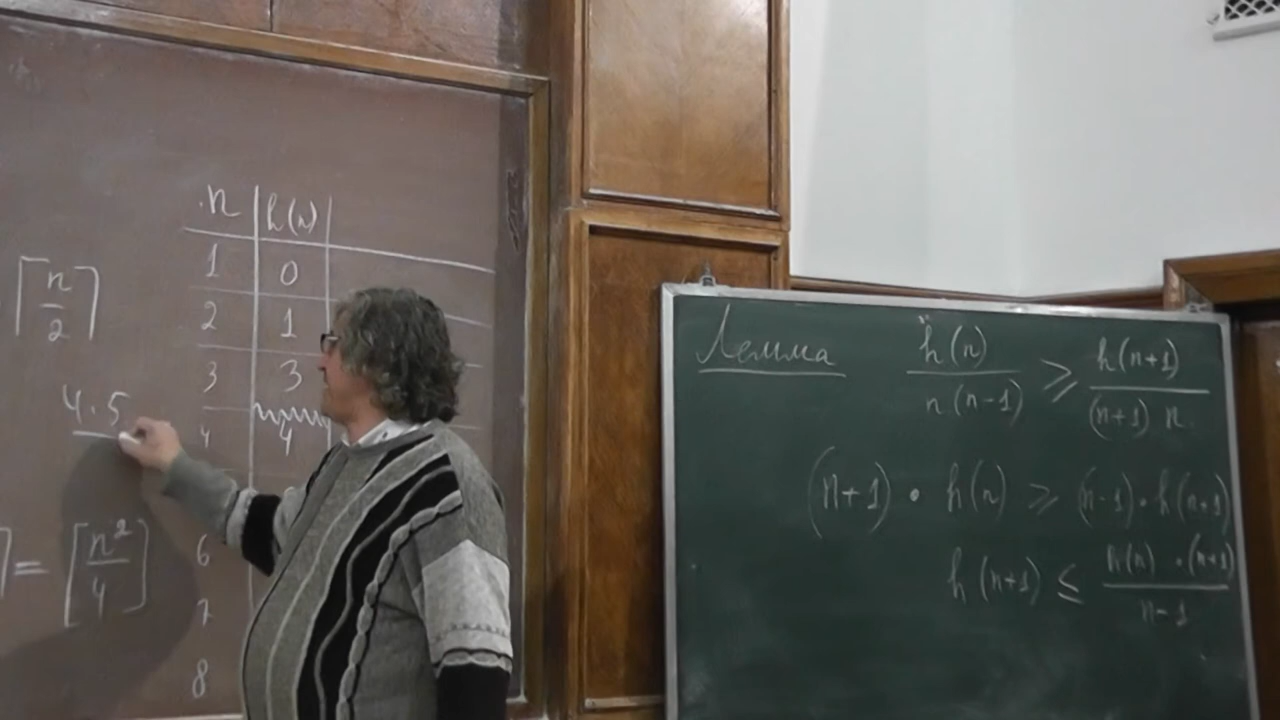 n h(n)
1 0
2 1
3 3
4 4
6
7
8
⌈n/2⌉
4·5
] = [n²/4]
Лемма h(n)/n(n-1) ≥ h(n+1)/(n+1) n
(n+1) · h(n) ≥ (n-1)·h(n+1)
h(n+1) ≤ h(n)·(n+1)/n-1